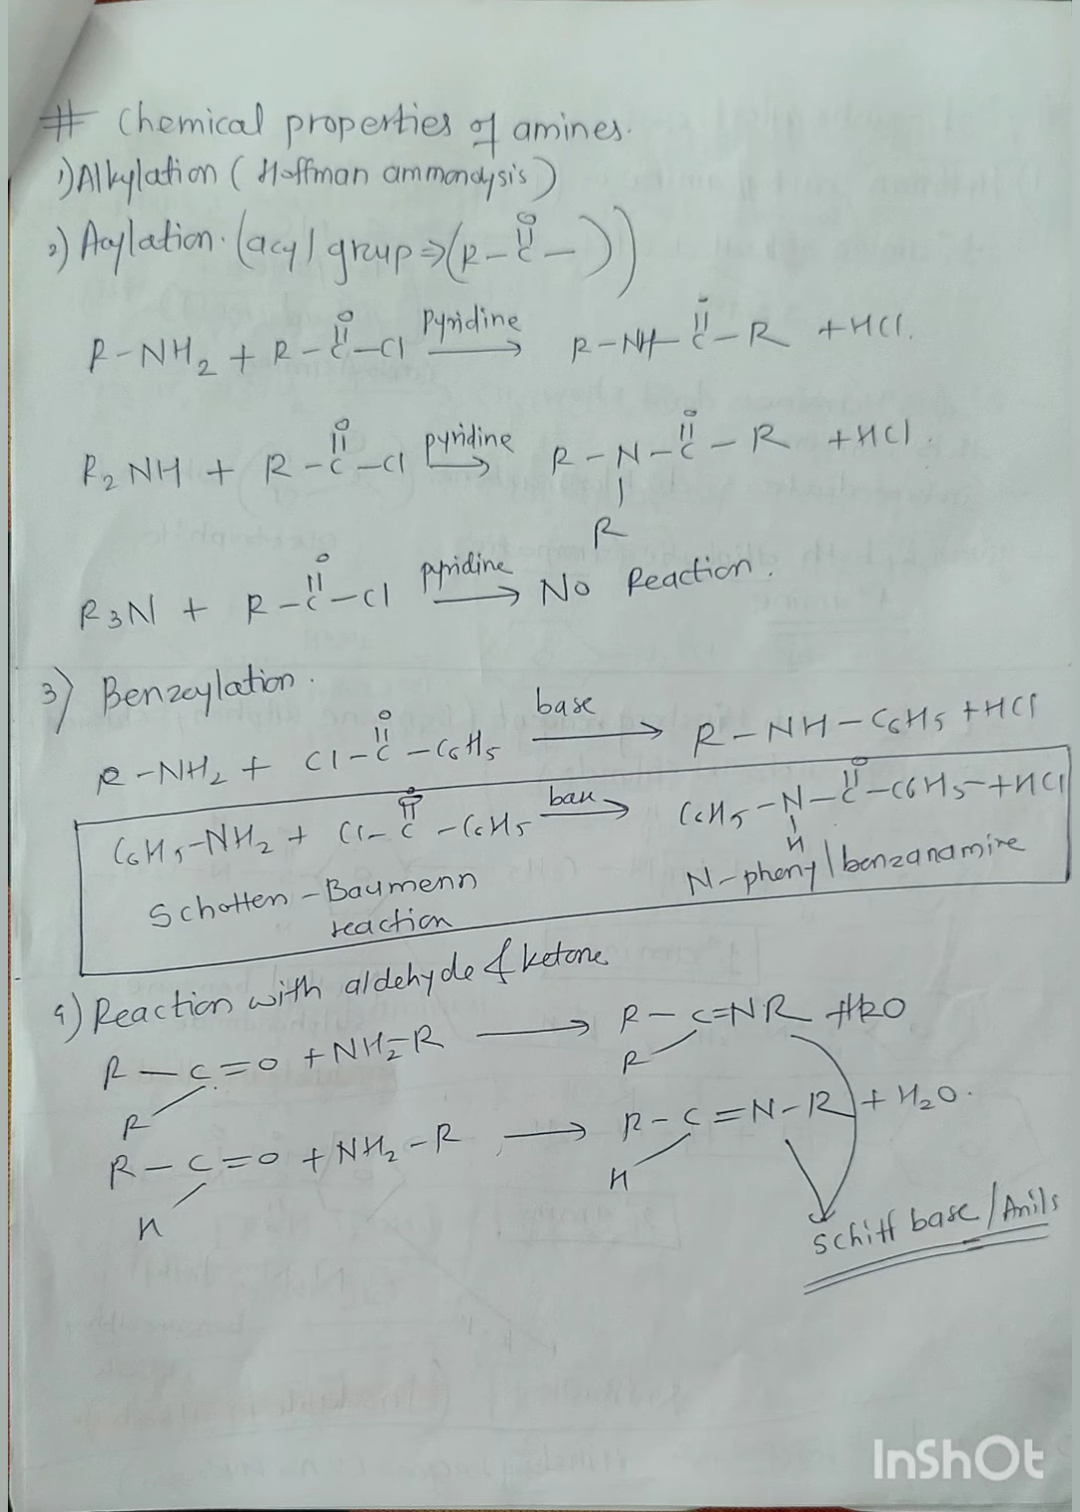 # Chemical properties of amines.
1) Alkylation (Hoffman ammonolysis)
2) Acylation. (acyl group ⇒ (R-C(=O)-))
R-NH2 + R-C(=O)-Cl —pyridine→ R-NH-C(=O)-R +HCl.
R2NH + R-C(=O)-Cl —pyridine→ R-N(R)-C(=O)-R +HCl.
R3N + R-C(=O)-Cl —pyridine→ No Reaction.
3) Benzoylation.
R-NH2 + Cl-C(=O)-C6H5 —base→ R-NH-C6H5 +HCl
C6H5-NH2 + Cl-C(=O)-C6H5 —base→ C6H5-N(H)-C(=O)-C6H5 +HCl
Schotten-Baumenn
reaction
N-phenyl benzanamine
4) Reaction with aldehyde & ketone
R-C(R)=O +NH2-R → R-C(R)=NR +H2O
R-C(H)=O +NH2-R → R-C(H)=N-R + H2O.
Schiff base/Anils
InShOt